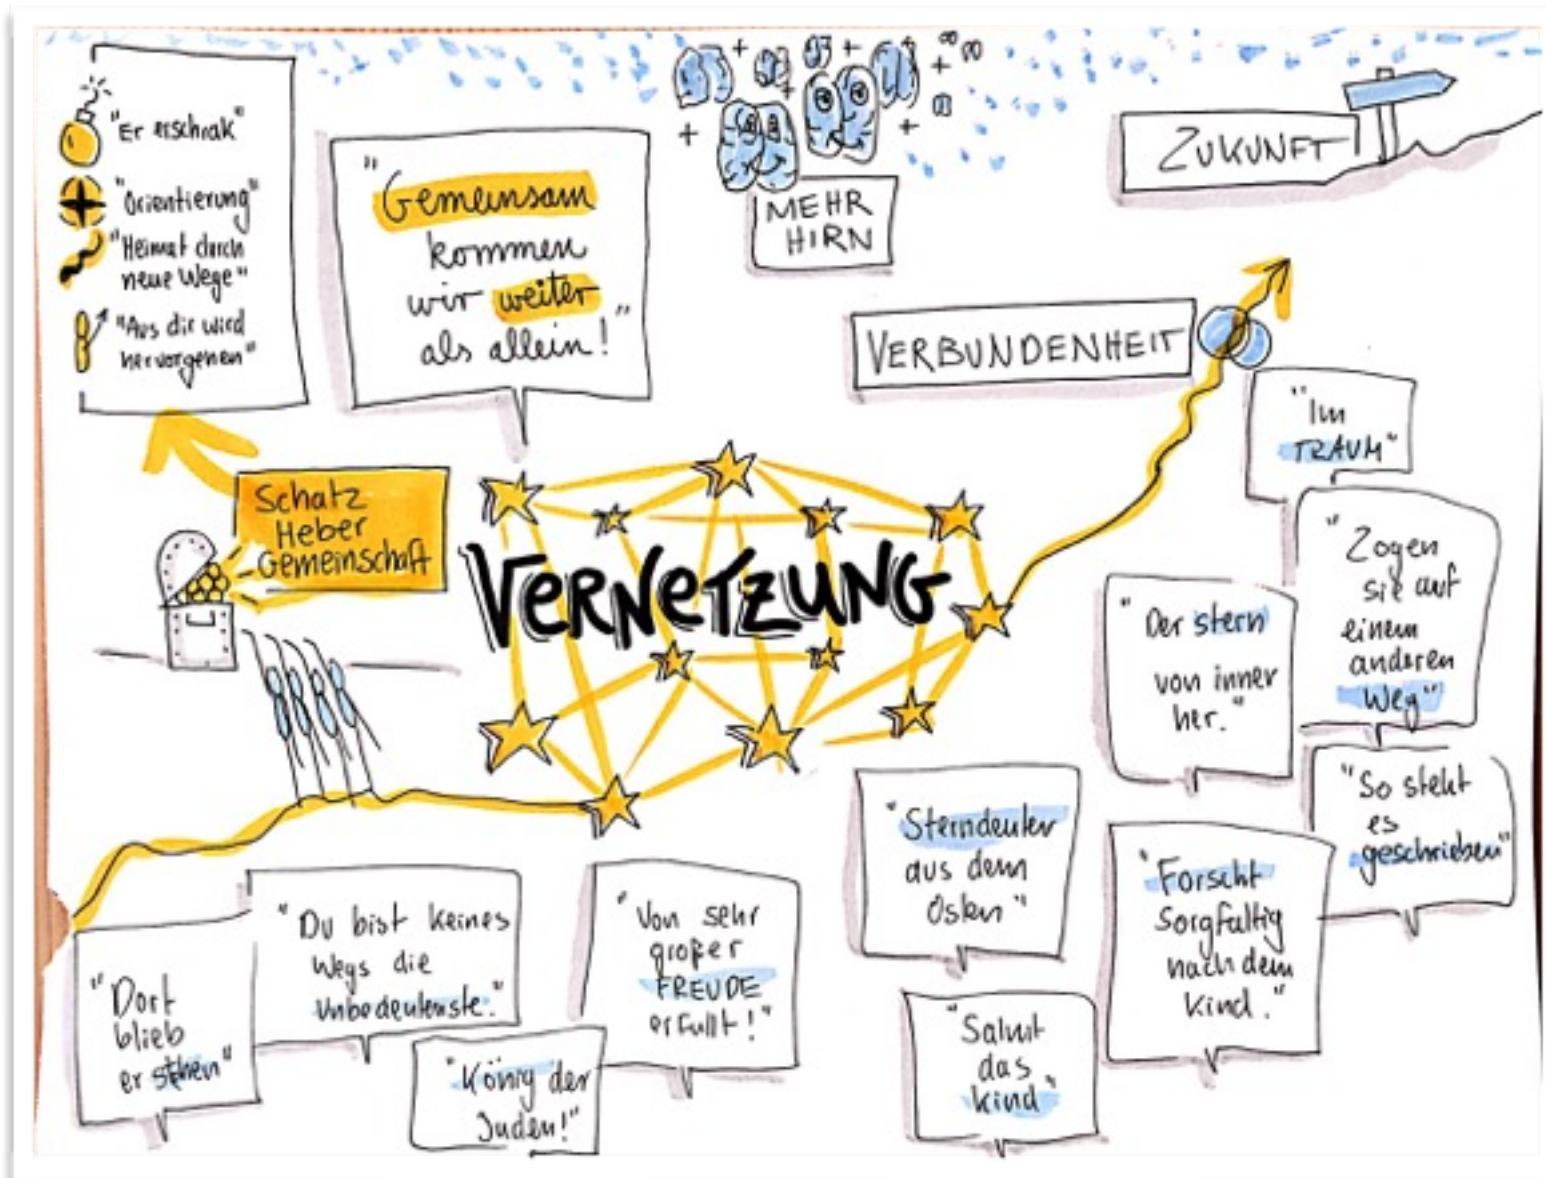 "Er erschrak"
"Orientierung"
"Heimat durch
neue Wege"
"Aus dir wird
hervorgehen"
"Gemeinsam
kommen
wir weiter
als allein!"
MEHR
HIRN
ZUKUNFT
VERBUNDENHEIT
Schatz
Heber
Gemeinschaft
VERNETZUNG
"Im
TRAUM"
"Zogen
sie auf
einem
anderen
Weg"
"Der stern
von inner
her."
"So steht
es
geschrieben"
"Sterndeuter
aus dem
Osten"
"Forscht
sorgfältig
nach dem
Kind."
"Du bist keines
Wegs die
Unbedeutenste."
"Von sehr
großer
FREUDE
erfüllt!"
"Dort
blieb
er stehen"
"König der
Juden!"
"Saht
das
Kind"